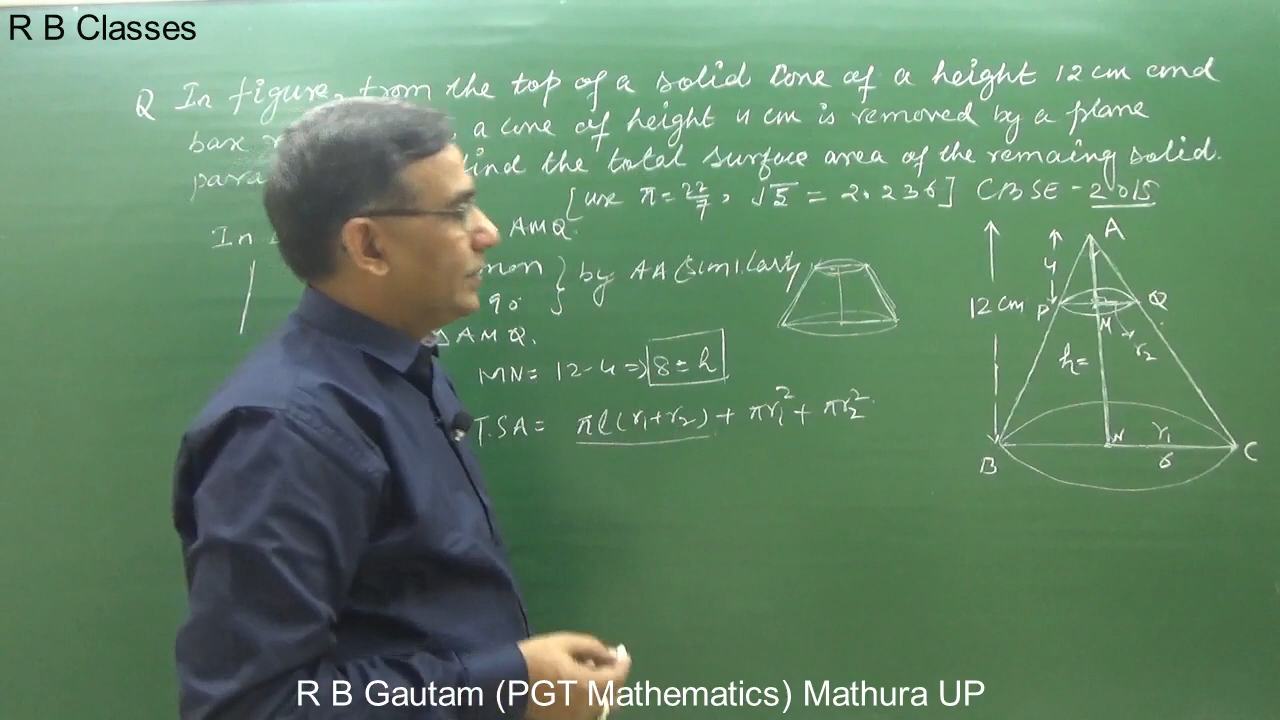 R B Classes
Q In figure, from the top of a solid cone of a height 12 cm and
base a cone of height 4 cm is removed by a plane
para find the total surface area of the remaing solid.
[use π = 22/7, √5 = 2.236] CBSE - 2015
In AMQ.
mon } by AA (similarty
90
AMQ.
MN = 12 - 4 => 8 = h
T.S.A = πl(r₁+r₂) + πr₁² + πr₂²
A
4
12 cm
P
Q
M
r₂
h =
N
r₁
6
B
C
R B Gautam (PGT Mathematics) Mathura UP